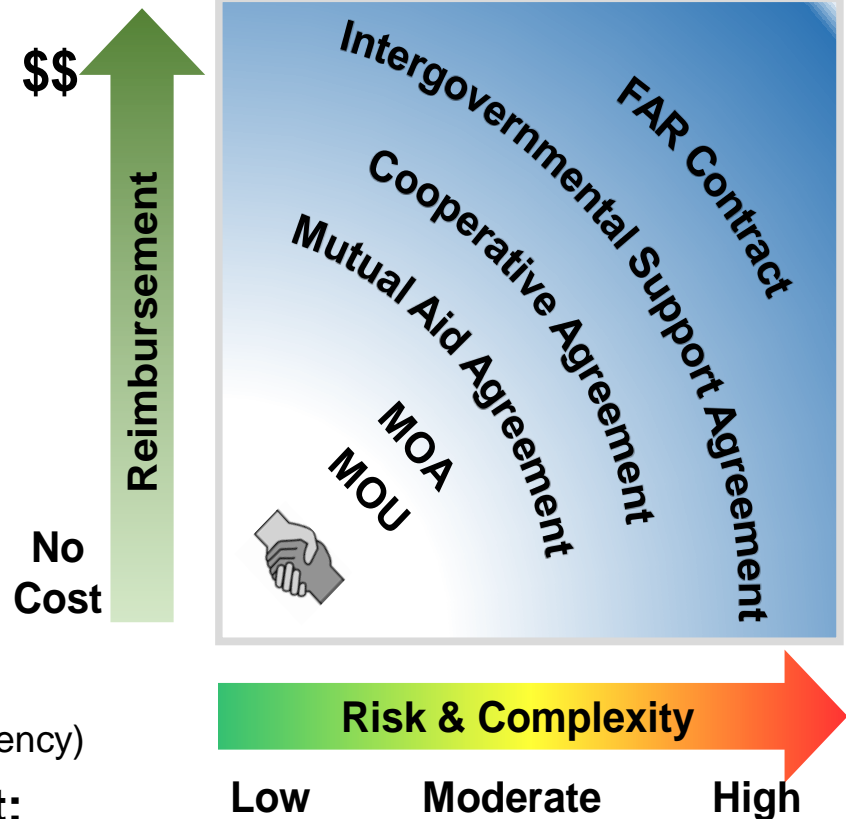 $$
Reimbursement
No
Cost
Intergovernmental Support Agreement
FAR Contract
Cooperative Agreement
Mutual Aid Agreement
MOA
MOU
Risk & Complexity
Low Moderate High
ency)
t: